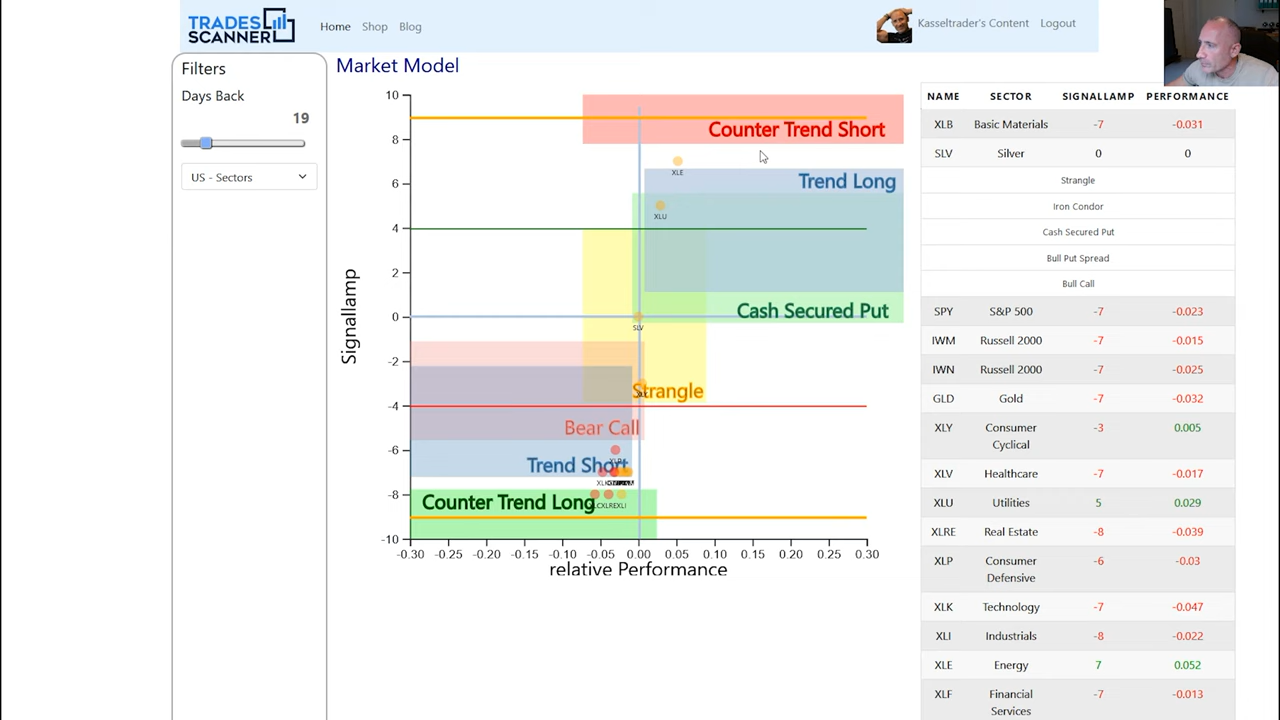 TRADES
SCANNER
Home Shop Blog
Kasseltrader's Content Logout
Filters
Days Back
19
US - Sectors
Market Model
10
8
6
4
2
0
-2
-4
-6
-8
-10
Signallamp
-0.30 -0.25 -0.20 -0.15 -0.10 -0.05 0.00 0.05 0.10 0.15 0.20 0.25 0.30
relative Performance
Counter Trend Short
XLE
Trend Long
XLU
Cash Secured Put
SLV
Strangle
Bear Call
Trend Short
Counter Trend Long
XLRE XLI
NAME SECTOR SIGNALLAMP PERFORMANCE
XLB Basic Materials -7 -0.031
SLV Silver 0 0
Strangle
Iron Condor
Cash Secured Put
Bull Put Spread
Bull Call
SPY S&P 500 -7 -0.023
IWM Russell 2000 -7 -0.015
IWN Russell 2000 -7 -0.025
GLD Gold -7 -0.032
XLY Consumer Cyclical -3 0.005
XLV Healthcare -7 -0.017
XLU Utilities 5 0.029
XLRE Real Estate -8 -0.039
XLP Consumer Defensive -6 -0.03
XLK Technology -7 -0.047
XLI Industrials -8 -0.022
XLE Energy 7 0.052
XLF Financial Services -7 -0.013